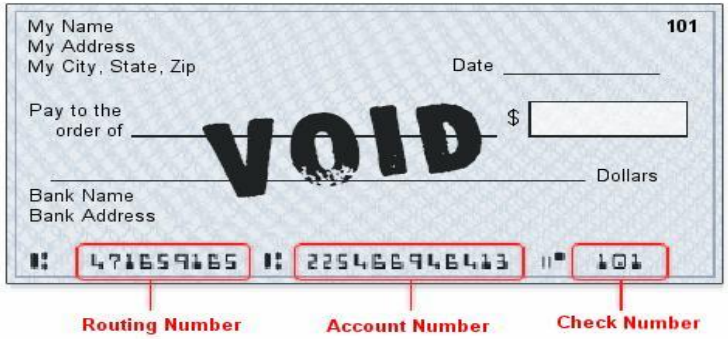 My Name
101
My Address
My City, State, Zip
Date
Pay to the
order of
$
VOID
Dollars
Bank Name
Bank Address
⑆ 471659165 ⑆ 225466946413 ⑈ 101
Routing Number
Account Number
Check Number